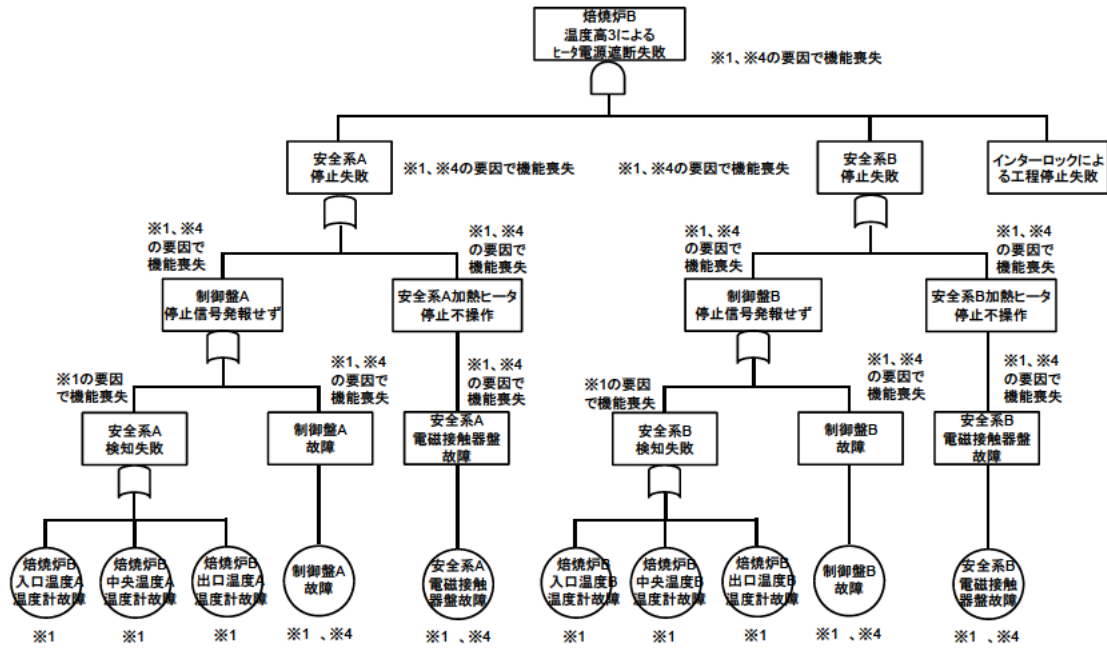 焙焼炉B
温度高3による
ヒータ電源遮断失敗
※1、※4の要因で機能喪失
安全系A
停止失敗
※1、※4の要因で機能喪失
※1、※4の要因で機能喪失
安全系B
停止失敗
インターロックによ
る工程停止失敗
※1、※4
の要因で
機能喪失
※1、※4
の要因で
機能喪失
※1、※4
の要因で
機能喪失
※1、※4
の要因で
機能喪失
制御盤A
停止信号発報せず
安全系A加熱ヒータ
停止不操作
制御盤B
停止信号発報せず
安全系B加熱ヒータ
停止不操作
※1の要因
で機能喪失
※1、※4
の要因で
機能喪失
※1、※4
の要因で
機能喪失
※1の要因
で機能喪失
※1、※4
の要因で
機能喪失
※1、※4
の要因で
機能喪失
安全系A
検知失敗
制御盤A
故障
安全系A
電磁接触器盤
故障
安全系B
検知失敗
制御盤B
故障
安全系B
電磁接触器盤
故障
焙焼炉B
入口温度A
温度計故障
焙焼炉B
中央温度A
温度計故障
焙焼炉B
出口温度A
温度計故障
制御盤A
故障
安全系A
電磁接触
器盤故障
焙焼炉B
入口温度B
温度計故障
焙焼炉B
中央温度B
温度計故障
焙焼炉B
出口温度B
温度計故障
制御盤B
故障
安全系B
電磁接触
器盤故障
※1
※1
※1
※1 、※4
※1 、※4
※1
※1
※1
※1 、※4
※1 、※4